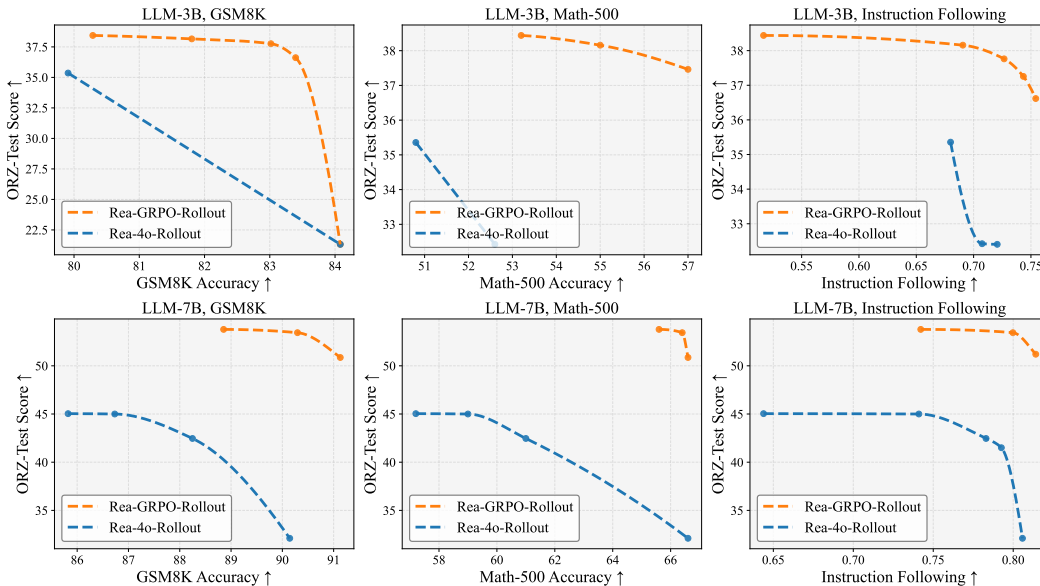 LLM-3B, GSM8K
ORZ-Test Score ↑
37.5
35.0
32.5
30.0
27.5
25.0
22.5
Rea-GRPO-Rollout
Rea-4o-Rollout
80 81 82 83 84
GSM8K Accuracy ↑
LLM-3B, Math-500
ORZ-Test Score ↑
38
37
36
35
34
33
Rea-GRPO-Rollout
Rea-4o-Rollout
51 52 53 54 55 56 57
Math-500 Accuracy ↑
LLM-3B, Instruction Following
ORZ-Test Score ↑
38
37
36
35
34
33
Rea-GRPO-Rollout
Rea-4o-Rollout
0.55 0.60 0.65 0.70 0.75
Instruction Following ↑
LLM-7B, GSM8K
ORZ-Test Score ↑
50
45
40
35
Rea-GRPO-Rollout
Rea-4o-Rollout
86 87 88 89 90 91
GSM8K Accuracy ↑
LLM-7B, Math-500
ORZ-Test Score ↑
50
45
40
35
Rea-GRPO-Rollout
Rea-4o-Rollout
58 60 62 64 66
Math-500 Accuracy ↑
LLM-7B, Instruction Following
ORZ-Test Score ↑
50
45
40
35
Rea-GRPO-Rollout
Rea-4o-Rollout
0.65 0.70 0.75 0.80
Instruction Following ↑